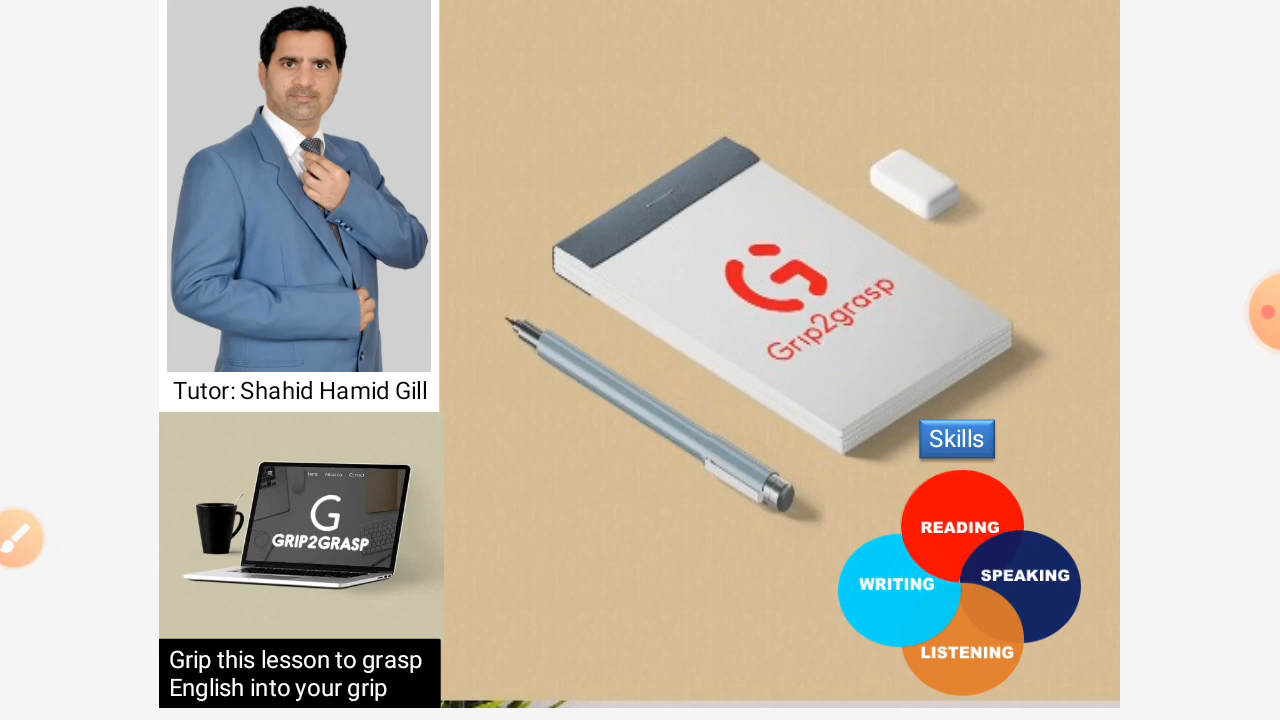 Tutor: Shahid Hamid Gill
G
GRIP2GRASP
Grip this lesson to grasp
English into your grip
Grip2grasp
Skills
READING
WRITING
SPEAKING
LISTENING